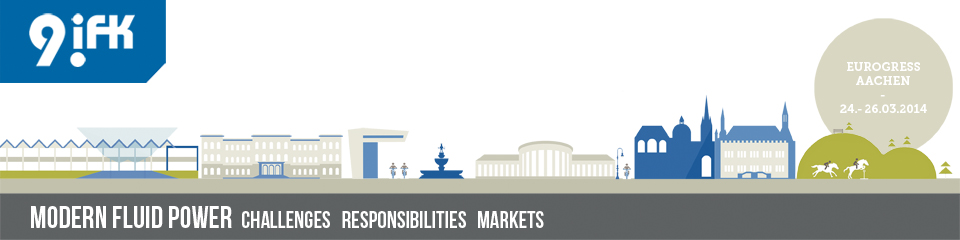 9. ifK
EUROGRESS
AACHEN
-
24.- 26.03.2014
MODERN FLUID POWER CHALLENGES RESPONSIBILITIES MARKETS